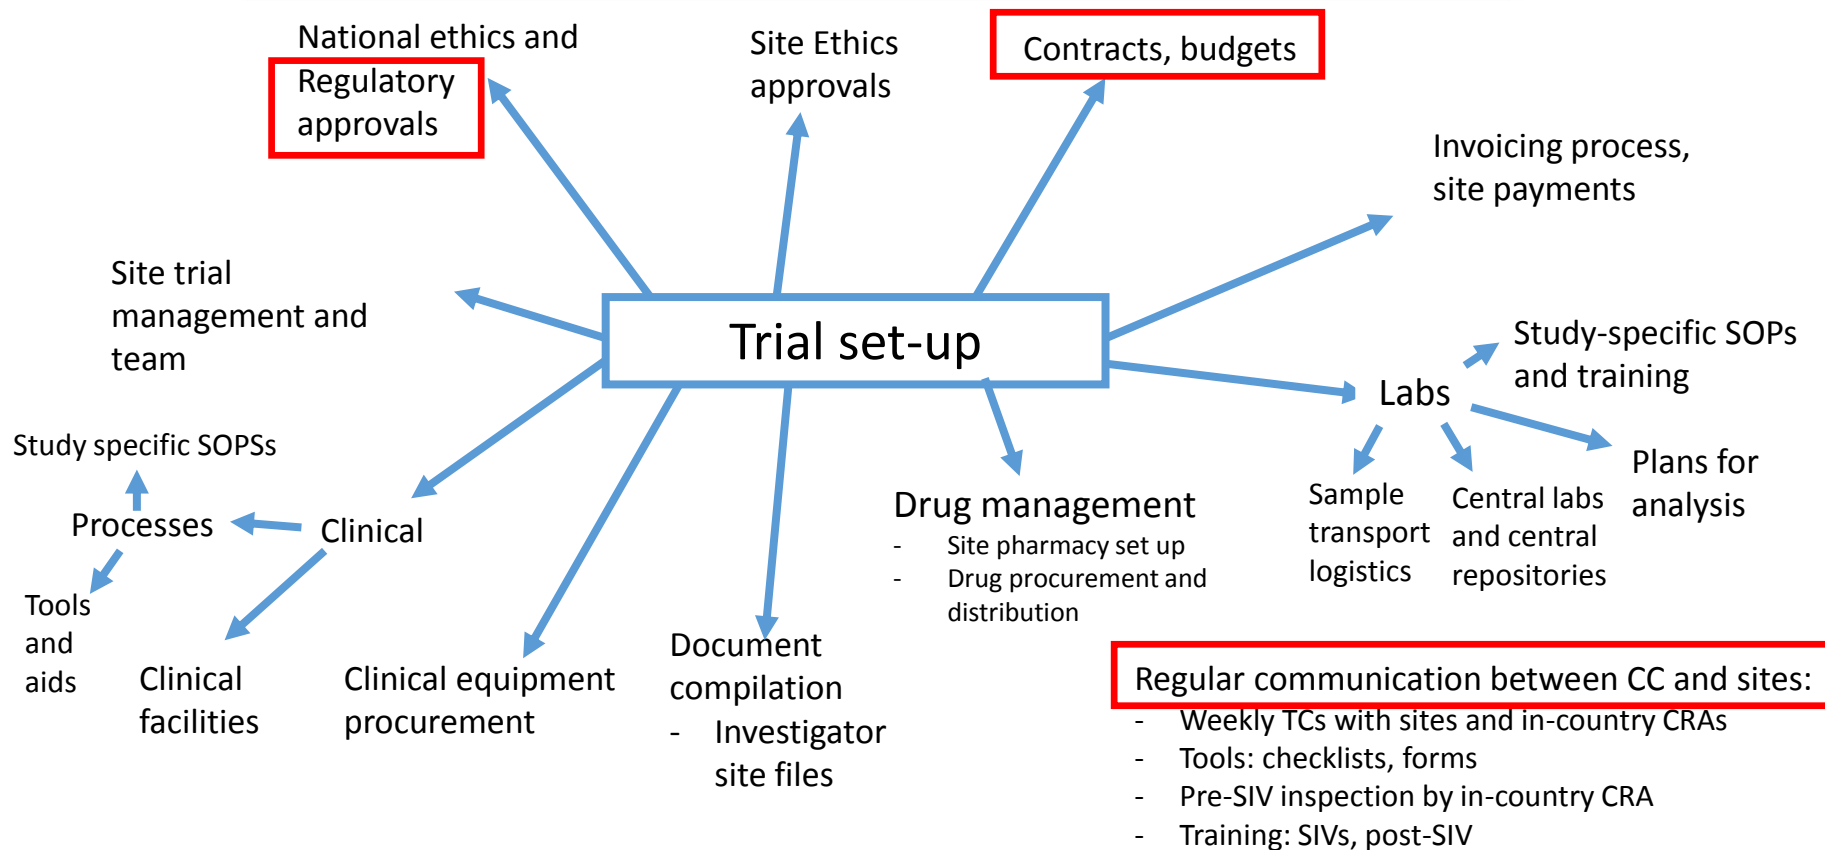 National ethics and
Regulatory
approvals
Site Ethics
approvals
Contracts, budgets
Invoicing process,
site payments
Site trial
management and
team
Trial set-up
Study-specific SOPs
and training
Labs
Plans for
analysis
Sample
transport
logistics
Central labs
and central
repositories
Study specific SOPSs
Processes
Clinical
Tools
and
aids
Clinical
facilities
Clinical equipment
procurement
Document
compilation
- Investigator
site files
Drug management
- Site pharmacy set up
- Drug procurement and
distribution
Regular communication between CC and sites:
- Weekly TCs with sites and in-country CRAs
- Tools: checklists, forms
- Pre-SIV inspection by in-country CRA
- Training: SIVs, post-SIV